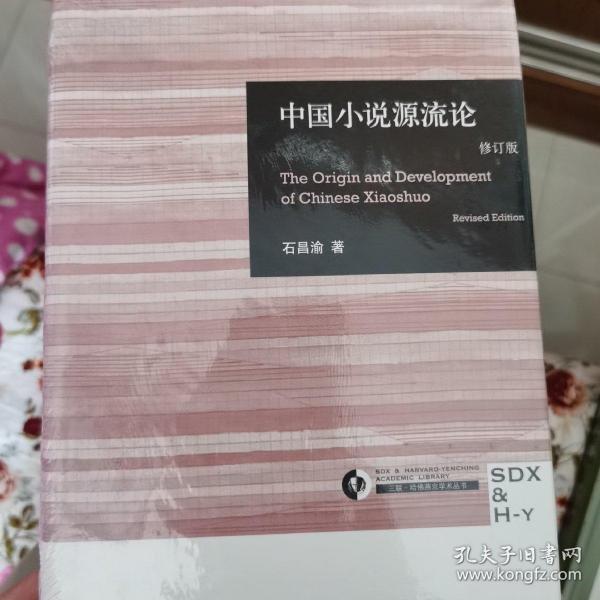 中国小说源流论
修订版
The Origin and Development
of Chinese Xiaoshuo
Revised Edition
石昌渝 著
SDX & HARVARD-YENCHING
ACADEMIC LIBRARY
三联·哈佛燕京学术丛书
SDX
&
H-Y
孔夫子旧书网
www.kongfz.com